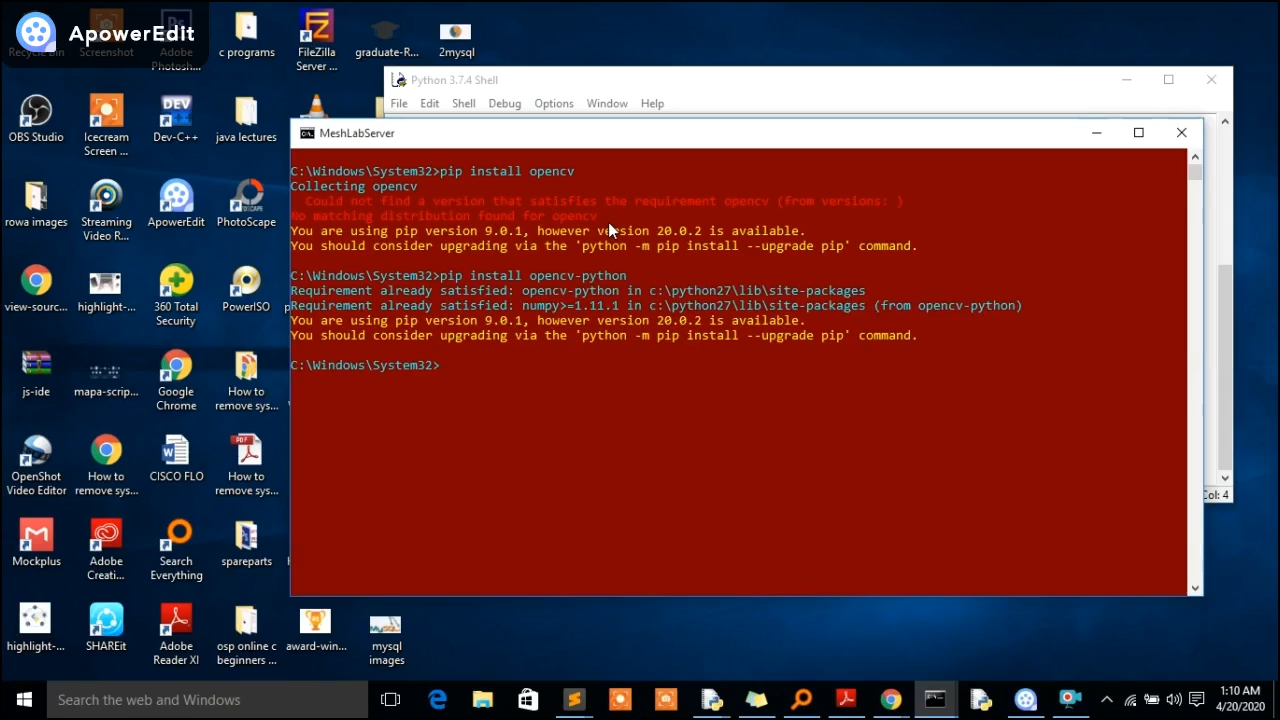 ApowerEdit
Recycle Bin
Screenshot
Adobe
Photosh...
c programs
FileZilla
Server ...
graduate-R...
2mysql
Python 3.7.4 Shell
File Edit Shell Debug Options Window Help
OBS Studio
Icecream
Screen ...
Dev-C++
java lectures
MeshLabServer
C:\Windows\System32>pip install opencv
Collecting opencv
Could not find a version that satisfies the requirement opencv (from versions: )
No matching distribution found for opencv
You are using pip version 9.0.1, however version 20.0.2 is available.
You should consider upgrading via the 'python -m pip install --upgrade pip' command.
C:\Windows\System32>pip install opencv-python
Requirement already satisfied: opencv-python in c:\python27\lib\site-packages
Requirement already satisfied: numpy>=1.11.1 in c:\python27\lib\site-packages (from opencv-python)
You are using pip version 9.0.1, however version 20.0.2 is available.
You should consider upgrading via the 'python -m pip install --upgrade pip' command.
C:\Windows\System32>
rowa images
Streaming
Video R...
ApowerEdit
PhotoScape
view-sourc...
highlight-...
360 Total
Security
PowerISO
js-ide
mapa-scrip...
Google
Chrome
How to
remove sys...
Col: 4
OpenShot
Video Editor
How to
remove sys...
CISCO FLO
How to
remove sys...
Mockplus
Adobe
Creati...
Search
Everything
spareparts
highlight-...
SHAREit
Adobe
Reader XI
osp online c
beginners ...
award-win...
mysql
images
Search the web and Windows
1:10 AM
4/20/2020